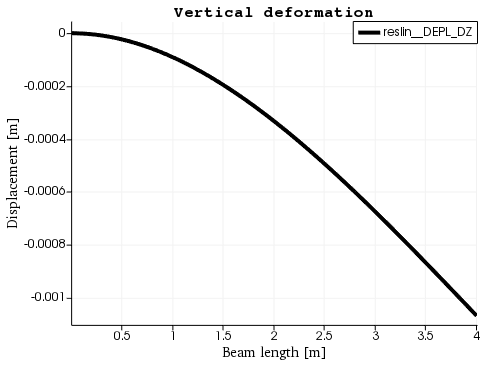 Vertical deformation
reslin__DEPL_DZ
Displacement [m]
0
-0.0002
-0.0004
-0.0006
-0.0008
-0.001
0.5 1 1.5 2 2.5 3 3.5 4
Beam length [m]